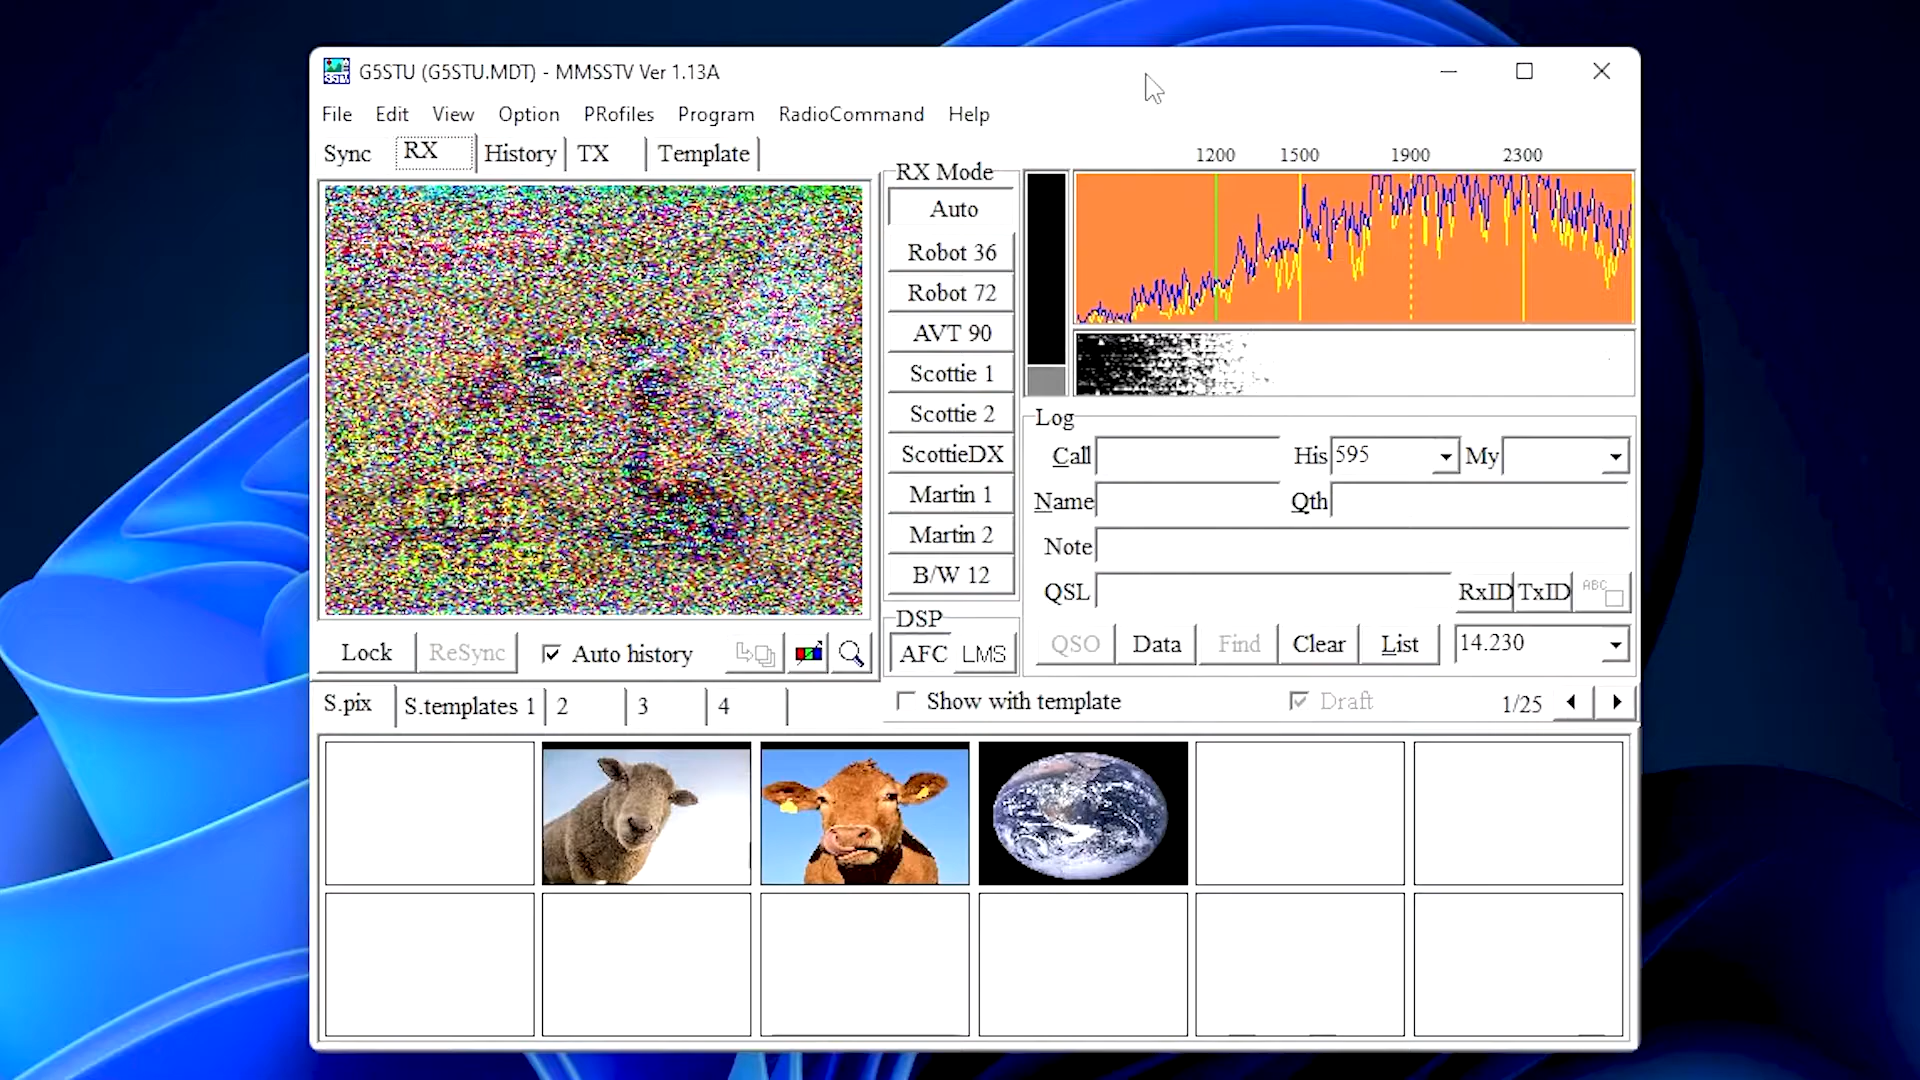 G5STU (G5STU.MDT) - MMSSTV Ver 1.13A
File Edit View Option PRofiles Program RadioCommand Help
Sync RX History TX Template
1200 1500 1900 2300
RX Mode
Auto
Robot 36
Robot 72
AVT 90
Scottie 1
Scottie 2
ScottieDX
Martin 1
Martin 2
B/W 12
DSP
AFC LMS
Log
Call His 595 My
Name Qth
Note
QSL RxID TxID ABC
QSO Data Find Clear List 14.230
Lock ReSync Auto history
S.pix S.templates 1 2 3 4
Show with template Draft 1/25